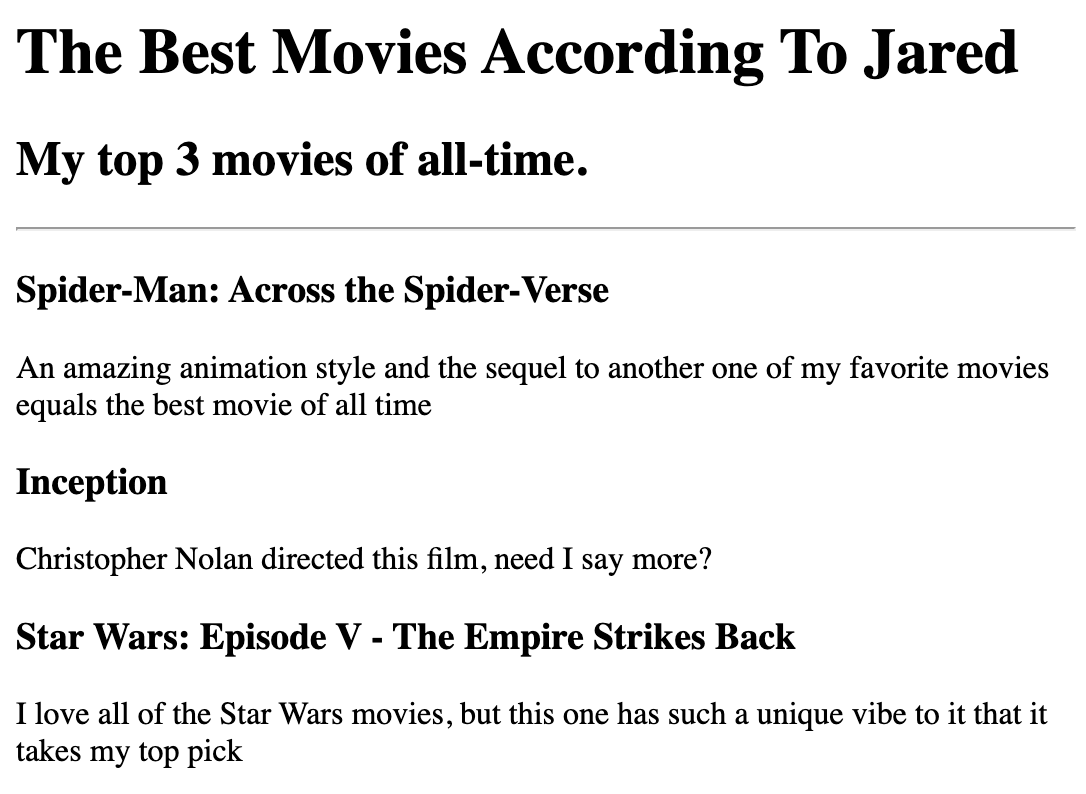 The Best Movies According To Jared
My top 3 movies of all-time.
Spider-Man: Across the Spider-Verse
An amazing animation style and the sequel to another one of my favorite movies
equals the best movie of all time
Inception
Christopher Nolan directed this film, need I say more?
Star Wars: Episode V - The Empire Strikes Back
I love all of the Star Wars movies, but this one has such a unique vibe to it that it
takes my top pick